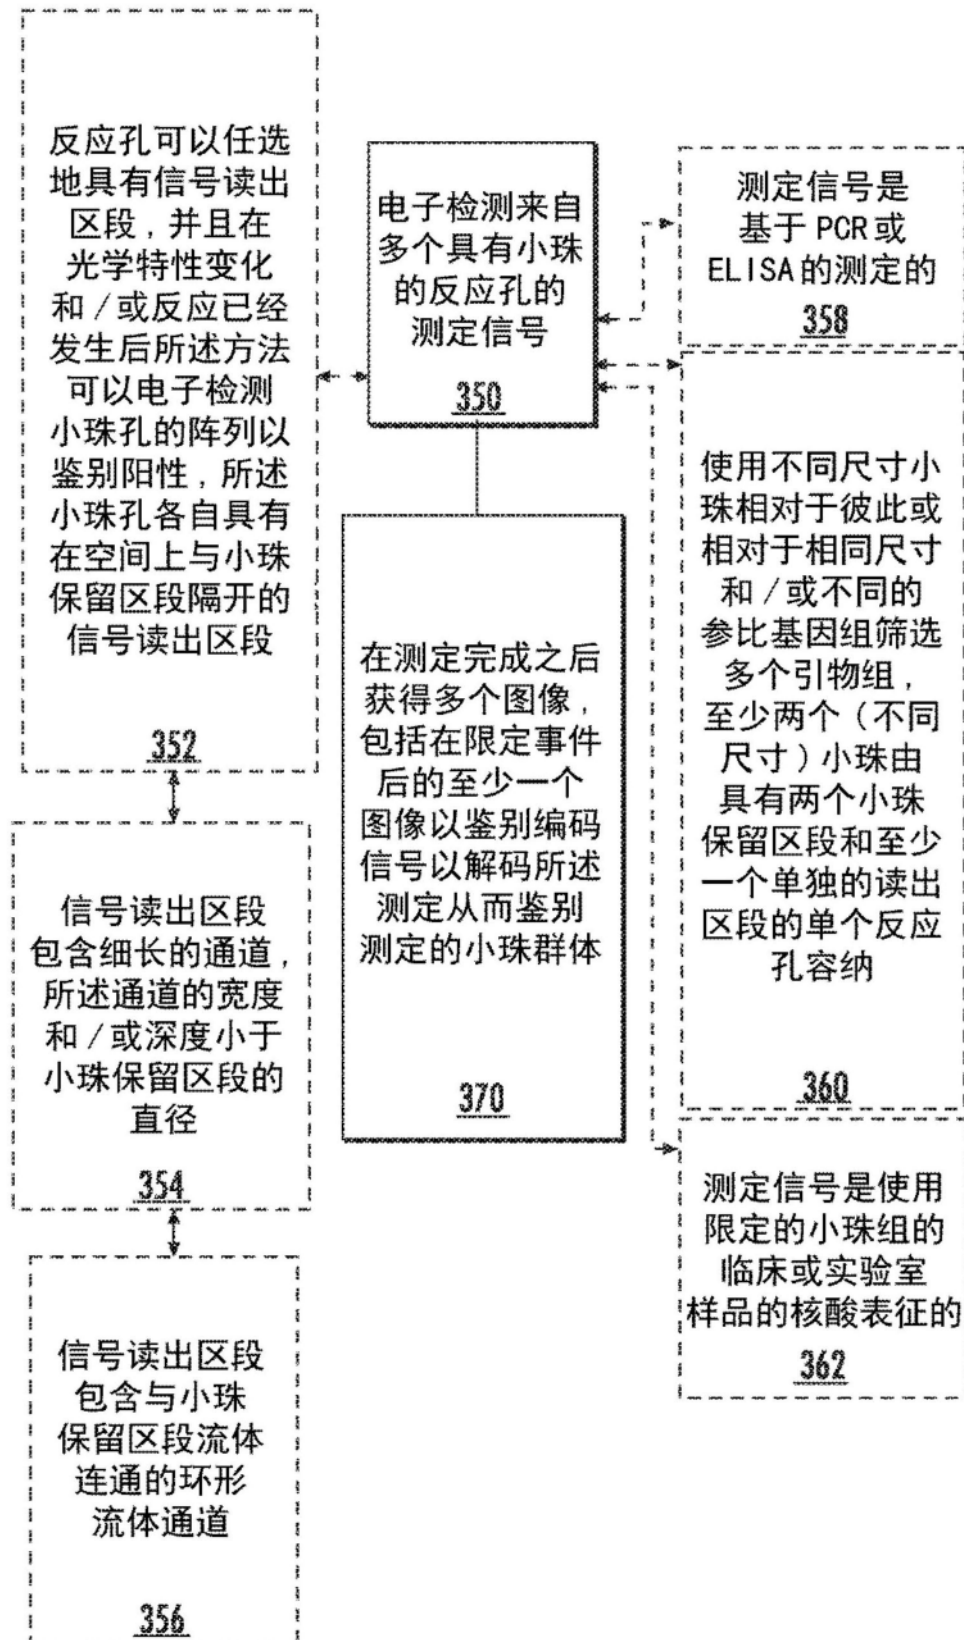 反应孔可以任选
地具有信号读出
区段，并且在
光学特性变化
和/或反应已经
发生后所述方法
可以电子检测
小珠孔的阵列以
鉴别阳性，所述
小珠孔各自具有
在空间上与小珠
保留区段隔开的
信号读出区段
352
信号读出区段
包含细长的通道，
所述通道的宽度
和/或深度小于
小珠保留区段的
直径
354
信号读出区段
包含与小珠
保留区段流体
连通的环形
流体通道
356
电子检测来自
多个具有小珠
的反应孔的
测定信号
350
在测定完成之后
获得多个图像，
包括在限定事件
后的至少一个
图像以鉴别编码
信号以解码所述
测定从而鉴别
测定的小珠群体
370
测定信号是
基于 PCR或
ELISA的测定的
358
使用不同尺寸小
珠相对于彼此或
相对于相同尺寸
和/或不同的
参比基因组筛选
多个引物组，
至少两个（不同
尺寸）小珠由
具有两个小珠
保留区段和至少
一个单独的读出
区段的单个反应
孔容纳
360
测定信号是使用
限定的小珠组的
临床或实验室
样品的核酸表征的
362